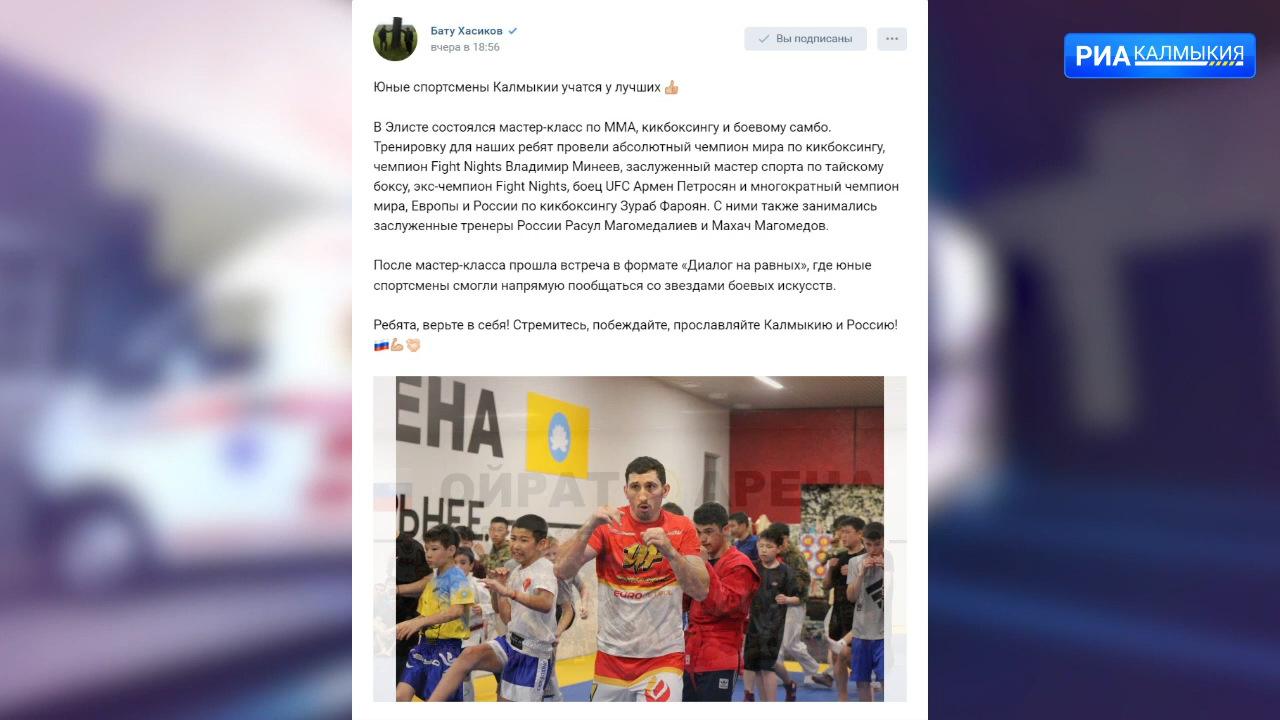 Бату Хасиков
вчера в 18:56
Вы подписаны
РИА КАЛМЫКИЯ
Юные спортсмены Калмыкии учатся у лучших 👍🏼
В Элисте состоялся мастер-класс по ММА, кикбоксингу и боевому самбо.
Тренировку для наших ребят провели абсолютный чемпион мира по кикбоксингу,
чемпион Fight Nights Владимир Минеев, заслуженный мастер спорта по тайскому
боксу, экс-чемпион Fight Nights, боец UFC Армен Петросян и многократный чемпион
мира, Европы и России по кикбоксингу Зураб Фароян. С ними также занимались
заслуженные тренеры России Расул Магомедалиев и Махач Магомедов.
После мастер-класса прошла встреча в формате «Диалог на равных», где юные
спортсмены смогли напрямую пообщаться со звездами боевых искусств.
Ребята, верьте в себя! Стремитесь, побеждайте, прославляйте Калмыкию и Россию!
🇷🇺💪🏼🤝🏼
ЕНА
ОЙРАТ АРЕНА
ЬНЕЕ